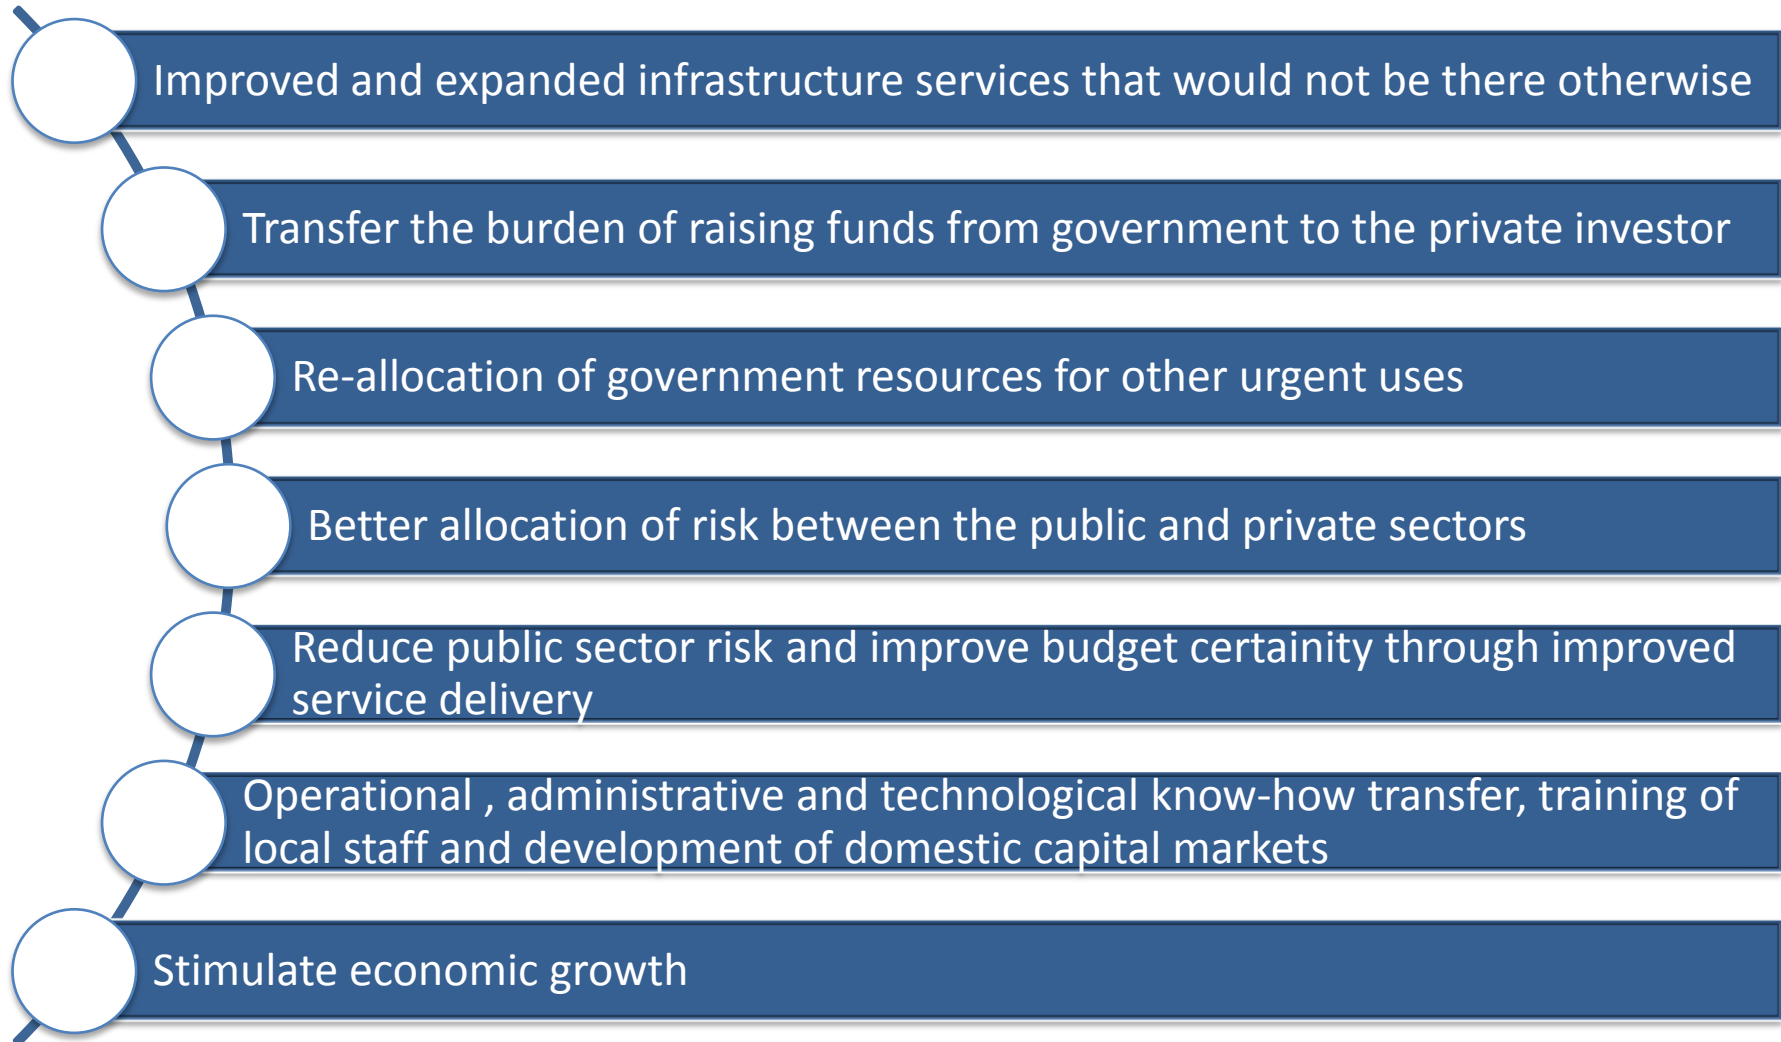 Improved and expanded infrastructure services that would not be there otherwise
Transfer the burden of raising funds from government to the private investor
Re-allocation of government resources for other urgent uses
Better allocation of risk between the public and private sectors
Reduce public sector risk and improve budget certainity through improved
service delivery
Operational , administrative and technological know-how transfer, training of
local staff and development of domestic capital markets
Stimulate economic growth